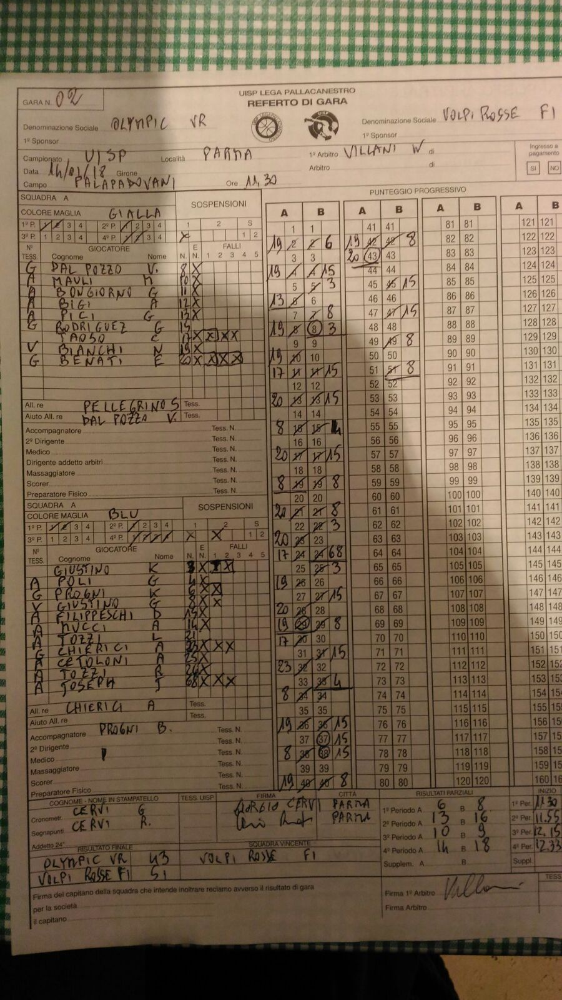 GARA N. 02
UISP LEGA PALLACANESTRO
REFERTO DI GARA
Denominazione Sociale OLYMPIC VR
1º Sponsor
Denominazione Sociale VOLPI ROSSE FI
1º Sponsor
Campionato UISP Località PARMA 1º Arbitro VILLANI W di
Data 14/01/18 Girone Arbitro di
Campo PALAPADOVANI Ore 11,30
Ingresso a pagamento
SI NO
SQUADRA A
COLORE MAGLIA GIALLA
SOSPENSIONI
1º P. 1 2 3 4 2º P. 1 2 3 4 1 2 S
3º P. 1 2 3 4 4º P. 1 2 3 4 X 1 2
Nº TESS. GIOCATORE Cognome Nome N. E N. FALLI 1 2 3 4 5
G DAL POZZO V. 8 X
A MAULI M 10 X
A BONGIORNO G 11 X
A BIGI A 12 X
A PICI G 13 X
G RODRIGUEZ G 15
TAOSO C 17 X X X X
V BIANCHI N 19 X
G BENATI E 20 X X X X
All. re PELLEGRINO S Tess.
Aiuto All. re DAL POZZO V. Tess.
Accompagnatore Tess. N.
2º Dirigente Tess. N.
Medico Tess. N.
Dirigente addetto arbitri Tess. N.
Massaggiatore Tess. N.
Scorer Tess. N.
Preparatore Fisico Tess. N.
SQUADRA A
COLORE MAGLIA BLU
SOSPENSIONI
1º P. 1 2 3 4 2º P. 1 2 3 4 1 2 S
3º P. 1 2 3 4 4º P. 1 2 3 4 X X 1 2
Nº TESS. GIOCATORE Cognome Nome N. E N. FALLI 1 2 3 4 5
GIUSTINO K 3 X X X
A POLI G 4 X
G PROGNI K 6 X X
V GIUSTINO G 8 X X
A FILIPPESCHI D 15 X
A NUCCI A 14 X
A TOZZI L 21
G CHIERICI A 23 X X X
A CETOLONI A 25 X
A TOZZI R 26 X
A JOSEPH J 68 X X X
All. re CHIERICI A Tess.
Aiuto All. re Tess.
Accompagnatore PROGNI B. Tess. N.
2º Dirigente Tess. N.
Medico Tess. N.
Massaggiatore Tess. N.
Scorer Tess. N.
Preparatore Fisico Tess. N.
PUNTEGGIO PROGRESSIVO
A B A B A B A B
1 1 41 41 81 81 121 121
19 2 2 6 19 42 42 8 82 82 122 122
3 3 20 43 43 83 83 123 123
19 4 4 15 44 44 84 84 124 124
5 5 3 45 45 15 85 85 125 125
13 6 6 46 46 86 86 126 126
7 7 8 47 47 15 87 87 127 127
19 8 8 3 48 48 88 88 128 128
9 9 49 49 8 89 89 129 129
19 10 10 50 50 90 90 130 130
17 11 11 15 51 51 8 91 91 131 131
12 12 52 52 92 92 132 132
20 13 13 15 53 53 93 93 133 133
14 14 54 54 94 94 134 134
8 15 15 4 55 55 95 95 135 135
16 16 56 56 96 96 136 136
20 17 17 15 57 57 97 97 137 137
18 18 58 58 98 98 138 138
8 19 19 8 59 59 99 99 139 139
20 20 60 60 100 100 140 140
20 21 21 8 61 61 101 101 141 141
22 22 3 62 62 102 102 142 142
20 23 23 63 63 103 103 143 143
17 24 24 68 64 64 104 104 144 144
25 25 3 65 65 105 105 145 145
19 26 26 66 66 106 106 146 146
27 27 15 67 67 107 107 147 147
20 28 28 68 68 108 108 148 148
19 29 29 8 69 69 109 109 149 149
17 30 30 70 70 110 110 150 150
31 31 15 71 71 111 111 151 151
23 32 32 72 72 112 112 152 152
33 33 4 73 73 113 113 153 153
8 34 34 74 74 114 114 154 154
35 35 75 75 115 115 155 155
19 36 36 15 76 76 116 116 156 156
37 37 15 77 77 117 117 157
8 38 38 15 78 78 118 118 158
39 39 79 79 119 119 159
19 40 40 8 80 80 120 120 160
COGNOME - NOME IN STAMPATELLO TESS. UISP FIRMA CITTÀ
Cronometr. CERVI G GIORGIO CERVI PARMA
Segnapunti CERVI R. PARMA
Addetto 24"
RISULTATI PARZIALI INIZIO
1º Periodo A 6 B 8 1º Per. 11.30
2º Periodo A 13 B 16 2º Per. 11.55
3º Periodo A 10 B 9 3º Per. 12.15
4º Periodo A 14 B 18 4º Per. 12.33
Supplem. A B Suppl.
RISULTATO FINALE SQUADRA VINCENTE
OLYMPIC VR 43 VOLPI ROSSE FI
VOLPI ROSSE FI 51
Firma del capitano della squadra che intende inoltrare reclamo avverso il risultato di gara
per la società
il capitano
Firma 1º Arbitro Villani
Firma Arbitro
TESS